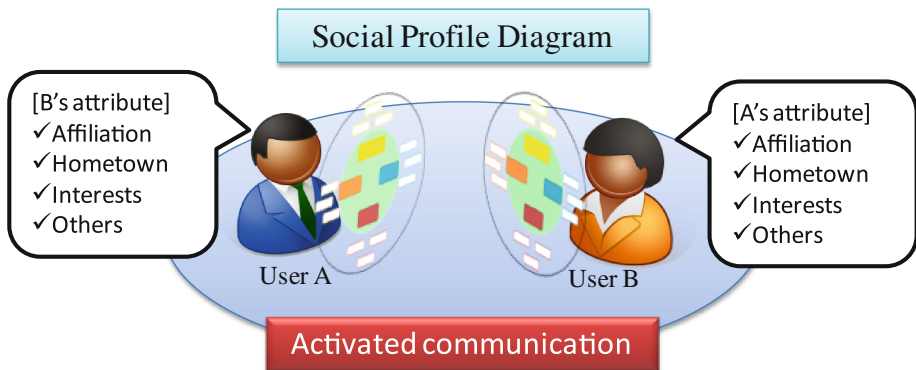 Social Profile Diagram
[B's attribute]
✓Affiliation
✓Hometown
✓Interests
✓Others
[A's attribute]
✓Affiliation
✓Hometown
✓Interests
✓Others
User A
User B
Activated communication